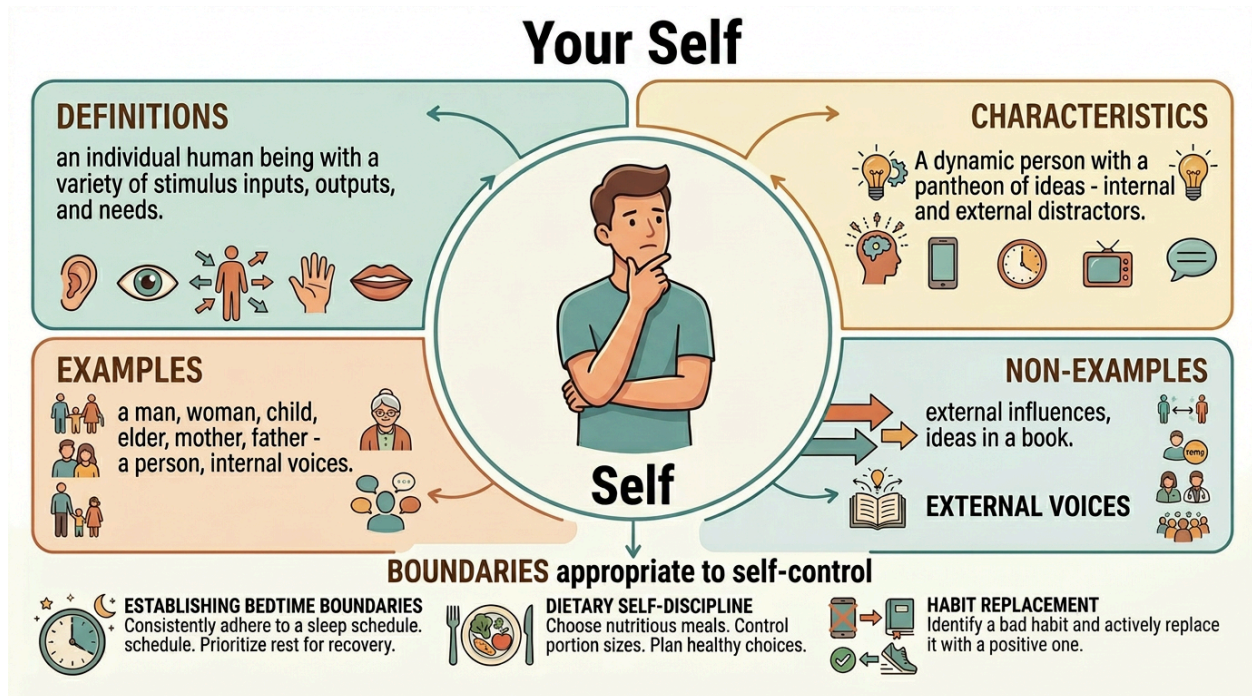 Your Self
DEFINITIONS
an individual human being with a
variety of stimulus inputs, outputs,
and needs.
CHARACTERISTICS
A dynamic person with a
pantheon of ideas - internal
and external distractors.
EXAMPLES
a man, woman, child,
elder, mother, father -
a person, internal voices.
NON-EXAMPLES
external influences,
ideas in a book.
temp
EXTERNAL VOICES
Self
BOUNDARIES appropriate to self-control
ESTABLISHING BEDTIME BOUNDARIES
Consistently adhere to a sleep schedule.
schedule. Prioritize rest for recovery.
DIETARY SELF-DISCIPLINE
Choose nutritious meals. Control
portion sizes. Plan healthy choices.
HABIT REPLACEMENT
Identify a bad habit and actively replace
it with a positive one.